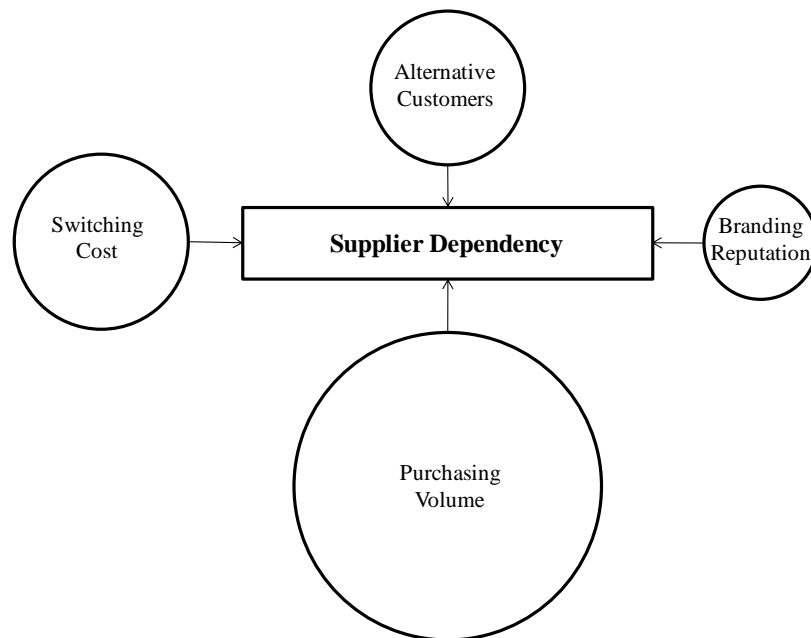 Alternative
Customers
Switching
Cost
Supplier Dependency
Branding
Reputation
Purchasing
Volume